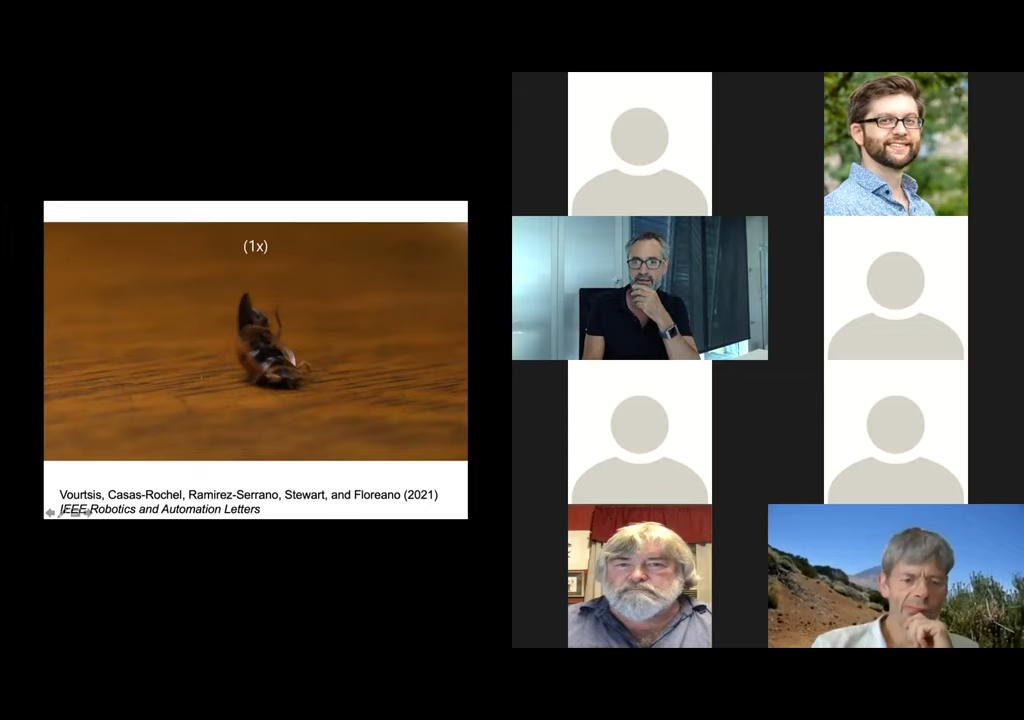 (1x)
Vourtsis, Casas-Rochel, Ramirez-Serrano, Stewart, and Floreano (2021)
IEEE Robotics and Automation Letters